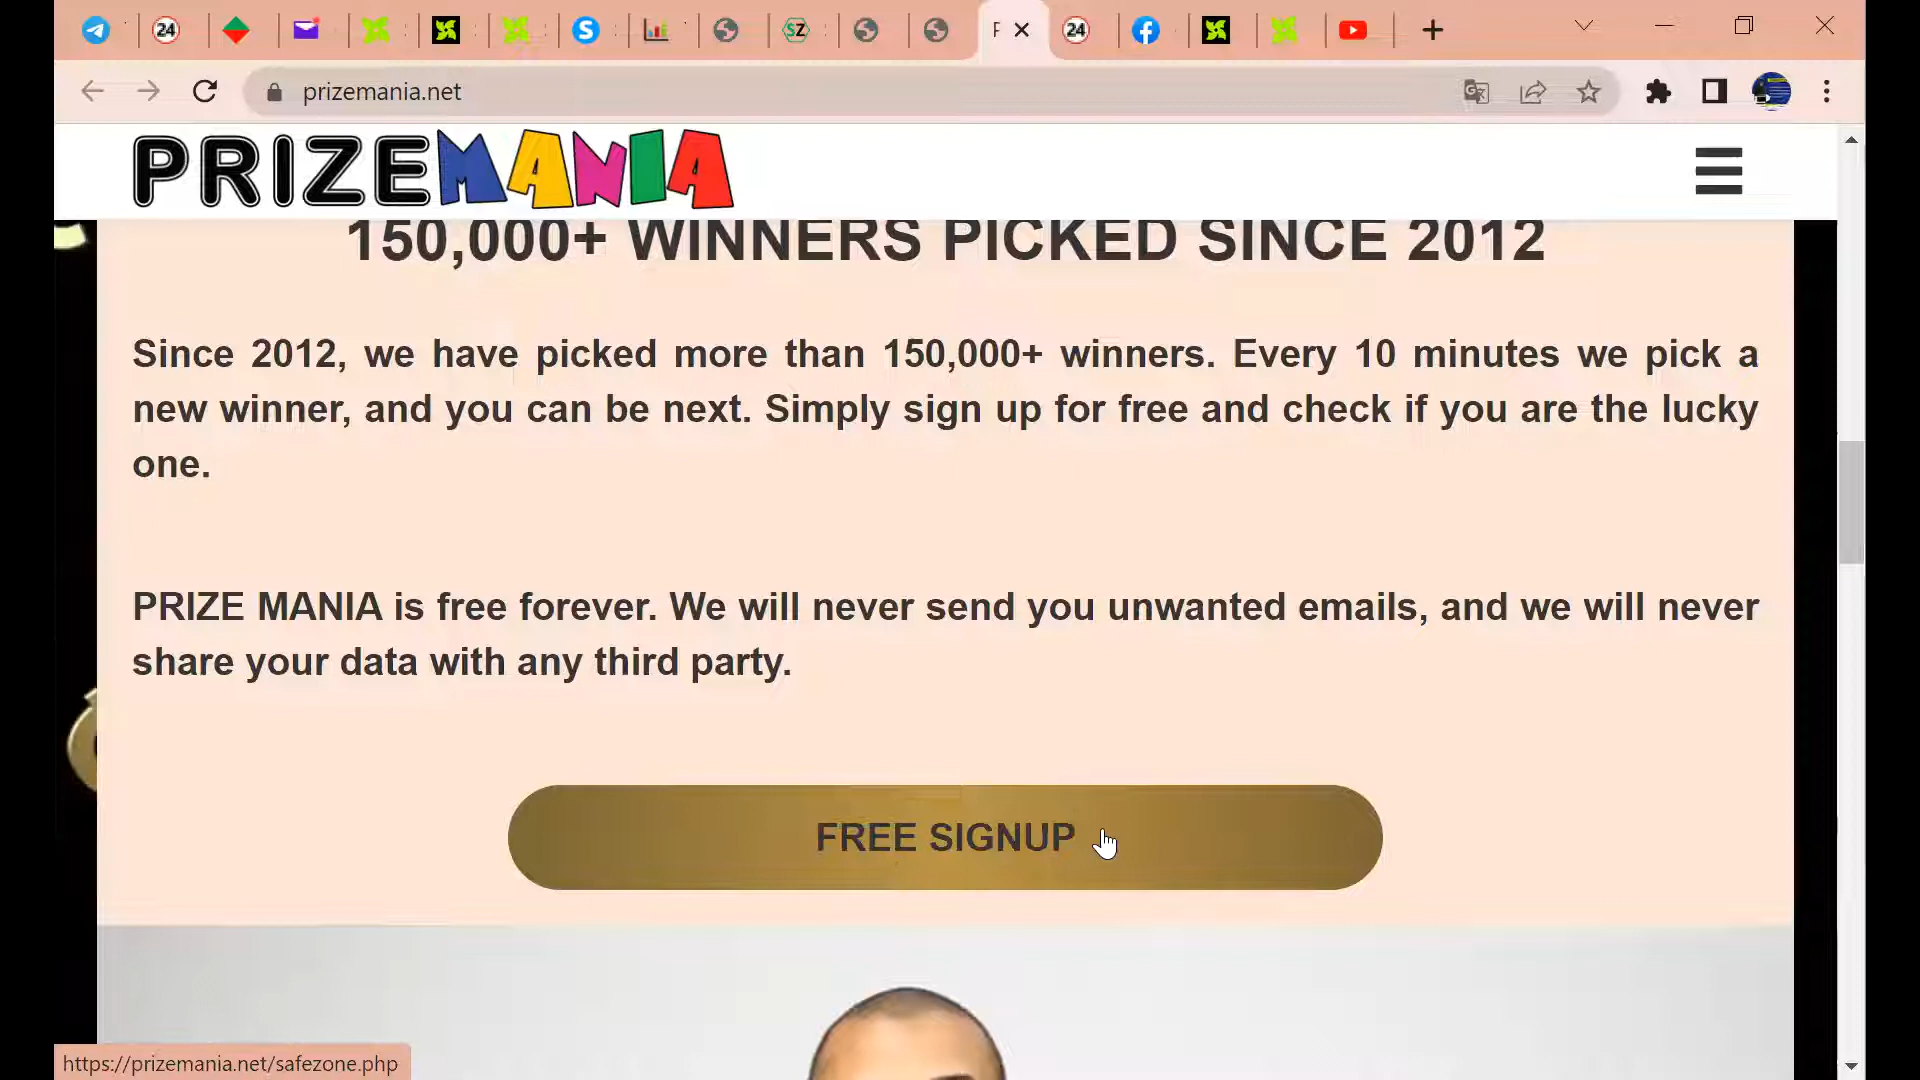 24
S
SZ
F
24
prizemania.net
PRIZEMANIA
150,000+ WINNERS PICKED SINCE 2012
Since 2012, we have picked more than 150,000+ winners. Every 10 minutes we pick a
new winner, and you can be next. Simply sign up for free and check if you are the lucky
one.
PRIZE MANIA is free forever. We will never send you unwanted emails, and we will never
share your data with any third party.
FREE SIGNUP
https://prizemania.net/safezone.php